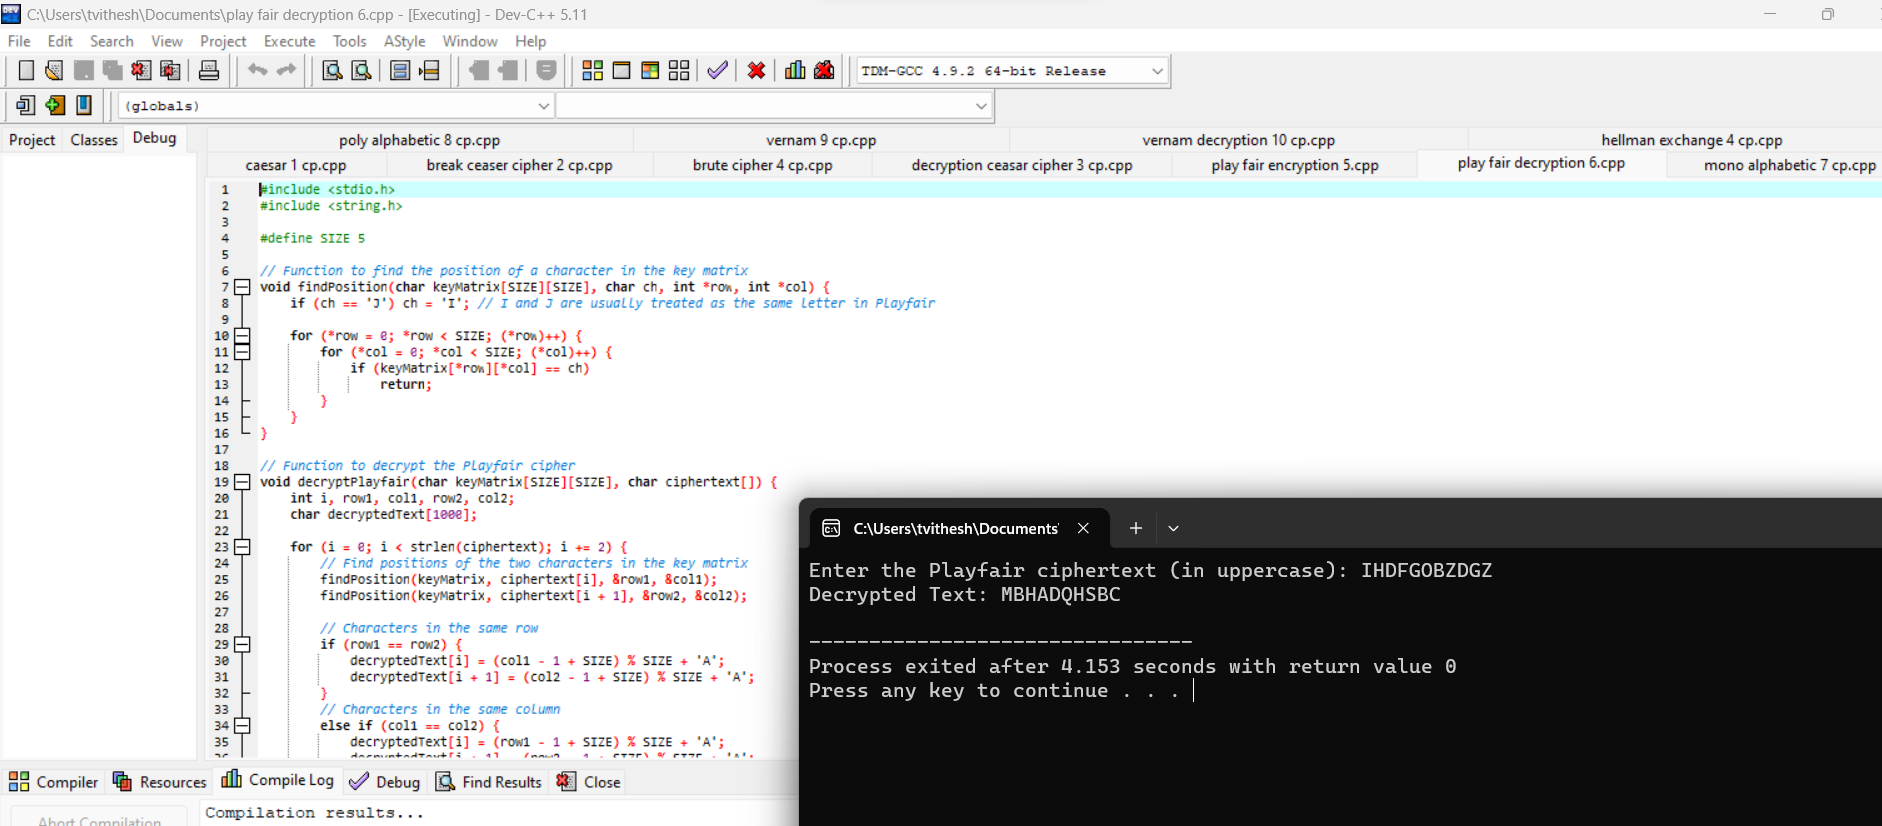 C:\Users\tvithesh\Documents\play fair decryption 6.cpp - [Executing] - Dev-C++ 5.11
File Edit Search View Project Execute Tools AStyle Window Help
TDM-GCC 4.9.2 64-bit Release
(globals)
Project Classes Debug
poly alphabetic 8 cp.cpp vernam 9 cp.cpp vernam decryption 10 cp.cpp hellman exchange 4 cp.cpp
caesar 1 cp.cpp break ceaser cipher 2 cp.cpp brute cipher 4 cp.cpp decryption ceasar cipher 3 cp.cpp play fair encryption 5.cpp play fair decryption 6.cpp mono alphabetic 7 cp.cpp
1 #include <stdio.h>
2 #include <string.h>
3
4 #define SIZE 5
5
6 // Function to find the position of a character in the key matrix
7 void findPosition(char keyMatrix[SIZE][SIZE], char ch, int *row, int *col) {
8 if (ch == 'J') ch = 'I'; // I and J are usually treated as the same letter in Playfair
9
10 for (*row = 0; *row < SIZE; (*row)++) {
11 for (*col = 0; *col < SIZE; (*col)++) {
12 if (keyMatrix[*row][*col] == ch)
13 return;
14 }
15 }
16 }
17
18 // Function to decrypt the Playfair cipher
19 void decryptPlayfair(char keyMatrix[SIZE][SIZE], char ciphertext[]) {
20 int i, row1, col1, row2, col2;
21 char decryptedText[1000];
22
23 for (i = 0; i < strlen(ciphertext); i += 2) {
24 // Find positions of the two characters in the key matrix
25 findPosition(keyMatrix, ciphertext[i], &row1, &col1);
26 findPosition(keyMatrix, ciphertext[i + 1], &row2, &col2);
27
28 // Characters in the same row
29 if (row1 == row2) {
30 decryptedText[i] = (col1 - 1 + SIZE) % SIZE + 'A';
31 decryptedText[i + 1] = (col2 - 1 + SIZE) % SIZE + 'A';
32 }
33 // Characters in the same column
34 else if (col1 == col2) {
35 decryptedText[i] = (row1 - 1 + SIZE) % SIZE + 'A';
C:\Users\tvithesh\Documents'
Enter the Playfair ciphertext (in uppercase): IHDFGOBZDGZ
Decrypted Text: MBHADQHSBC
--------------------------------
Process exited after 4.153 seconds with return value 0
Press any key to continue . . .
Compiler Resources Compile Log Debug Find Results Close
Abort Compilation
Compilation results...